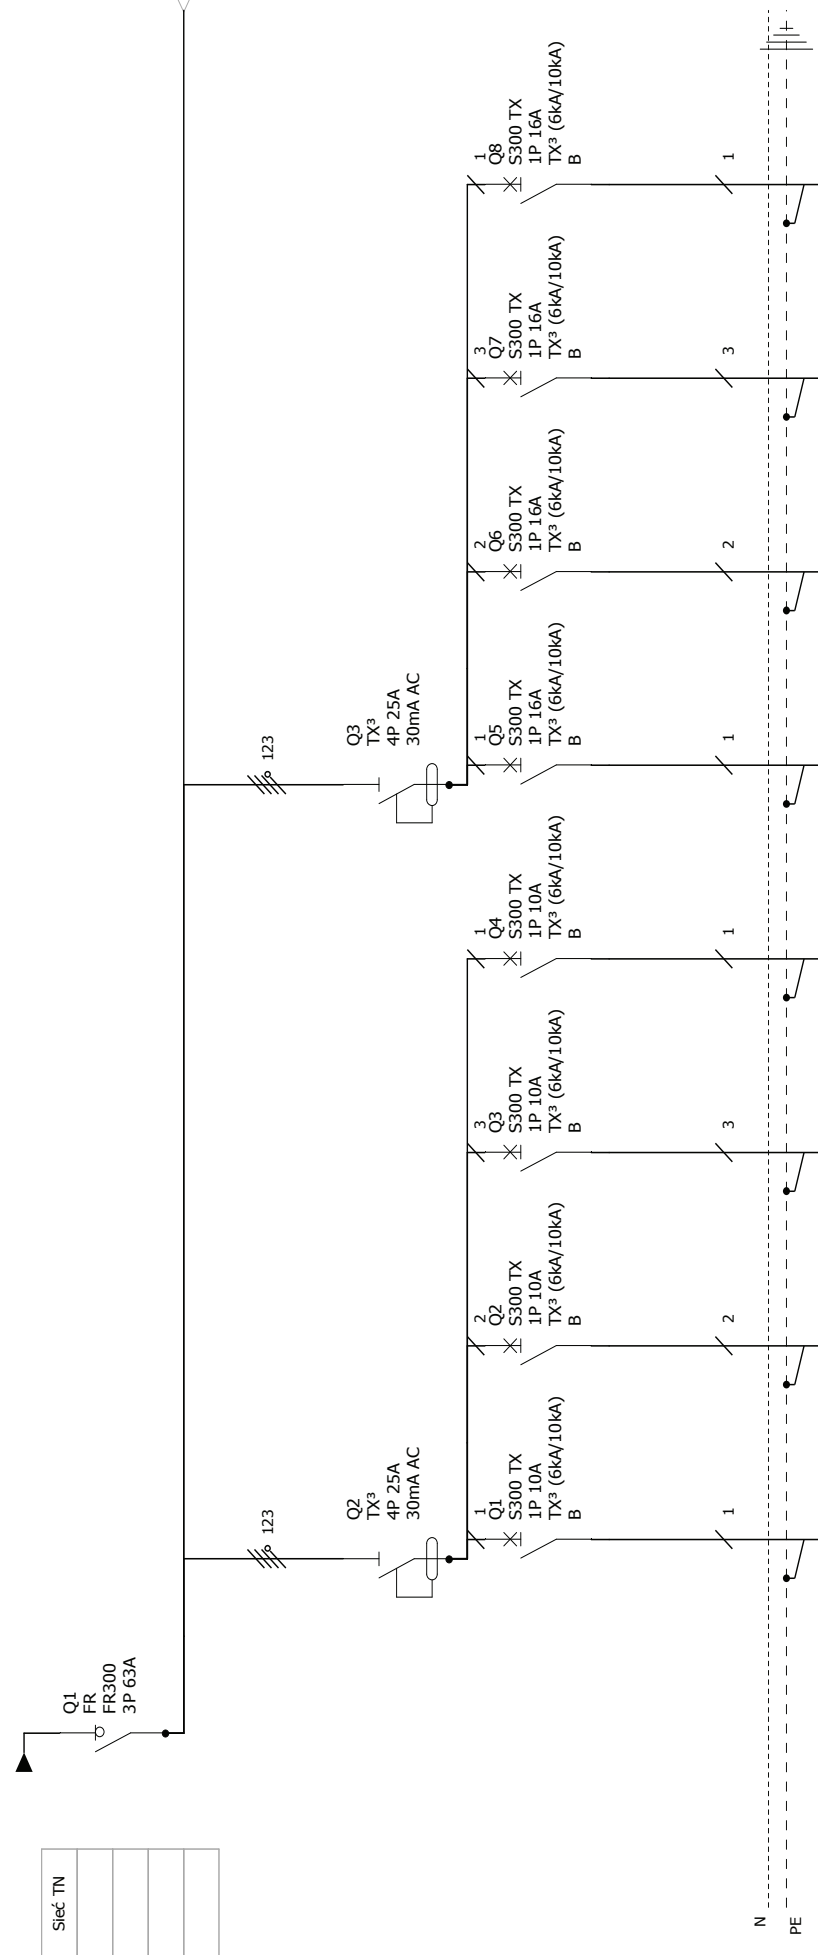 Sieć TN
Q1
FR
FR300
3P 63A
123
Q2
TX³
4P 25A
30mA AC
123
Q3
TX³
4P 25A
30mA AC
1
Q1
S300 TX
1P 10A
TX³ (6kA/10kA)
B
1
2
Q2
S300 TX
1P 10A
TX³ (6kA/10kA)
B
2
3
Q3
S300 TX
1P 10A
TX³ (6kA/10kA)
B
3
1
Q4
S300 TX
1P 10A
TX³ (6kA/10kA)
B
1
1
Q5
S300 TX
1P 16A
TX³ (6kA/10kA)
B
1
2
Q6
S300 TX
1P 16A
TX³ (6kA/10kA)
B
2
3
Q7
S300 TX
1P 16A
TX³ (6kA/10kA)
B
3
1
Q8
S300 TX
1P 16A
TX³ (6kA/10kA)
B
1
N
PE